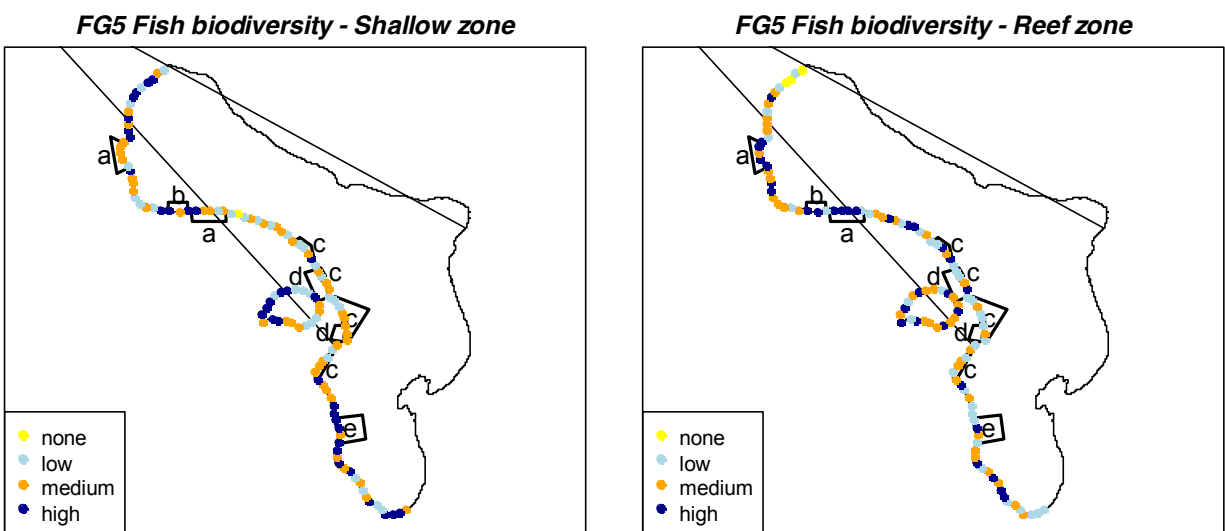 FG5 Fish biodiversity - Shallow zone
a
b
a
c
c
d
c
d
c
e
none
low
medium
high
FG5 Fish biodiversity - Reef zone
a
b
a
c
c
d
c
d
c
e
none
low
medium
high